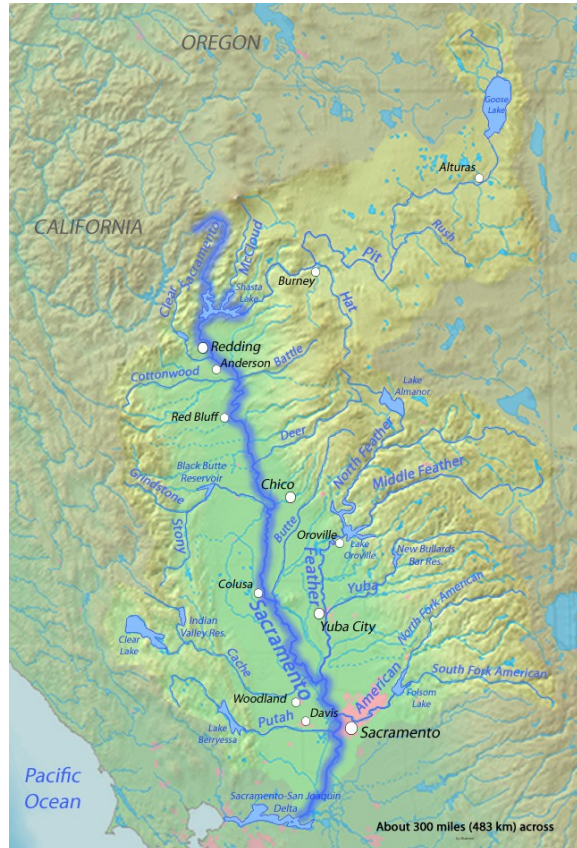 OREGON
Goose
Lake
Alturas
CALIFORNIA
Sacramento
McCloud
Rush
Pit
Clear
Burney
Shasta
Lake
Hat
Redding
Anderson
Battle
Cottonwood
Lake
Almanor
Red Bluff
Deer
North Feather
Middle Feather
Black Butte
Reservoir
Grindstone
Chico
Stony
Butte
Oroville
Lake
Oroville
New Bullards
Bar Res.
Feather
Yuba
Colusa
Sacramento
Yuba City
North Fork American
Indian
Valley Res.
Clear
Lake
Cache
American
South Fork American
Folsom
Lake
Woodland
Davis
Putah
Lake
Berryessa
Sacramento
Pacific
Ocean
Sacramento-San Joaquin
Delta
About 300 miles (483 km) across